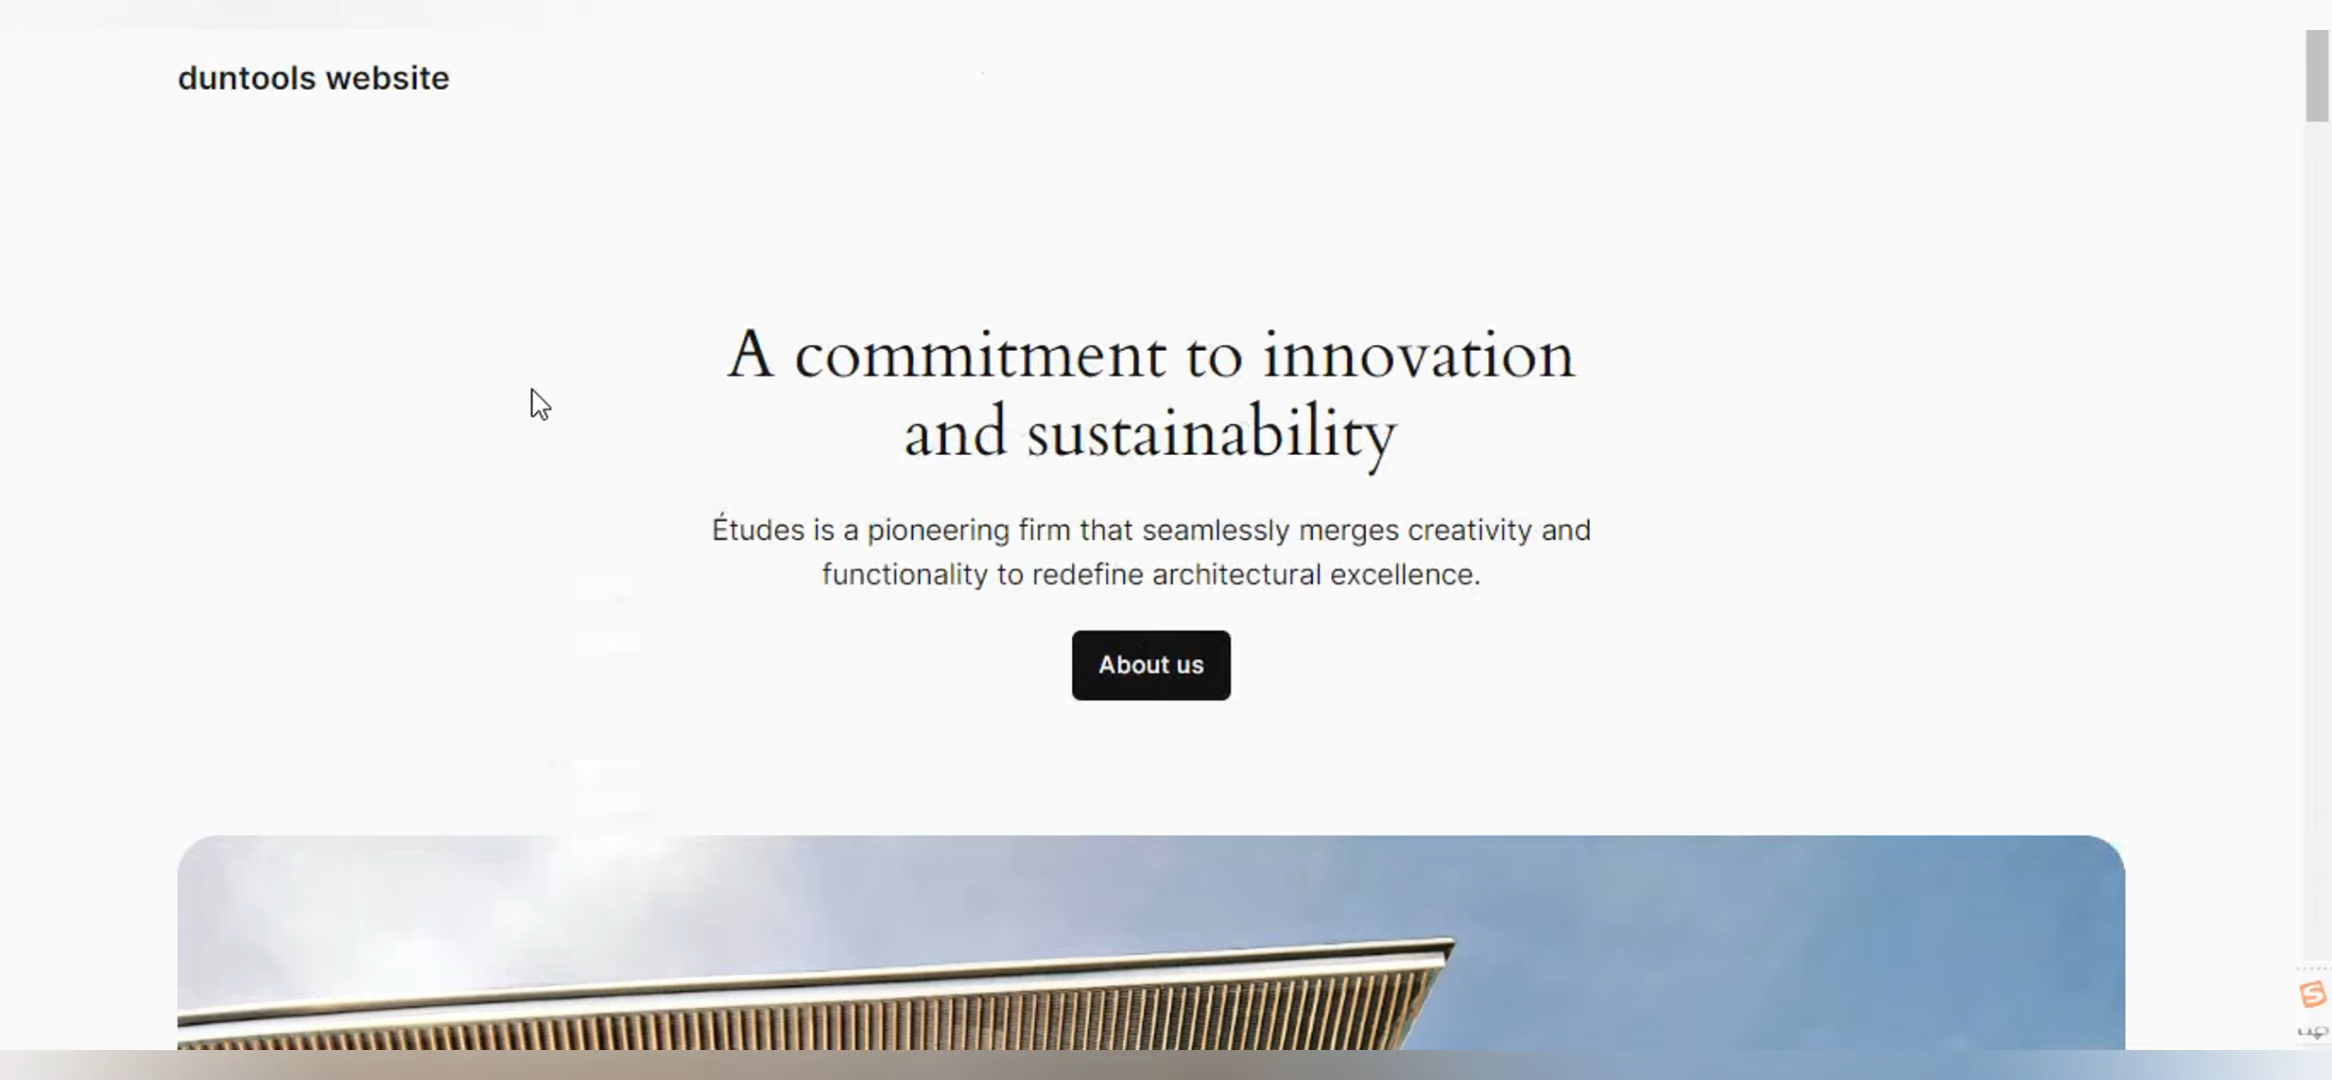 duntools website
A commitment to innovation
and sustainability
Études is a pioneering firm that seamlessly merges creativity and
functionality to redefine architectural excellence.
About us